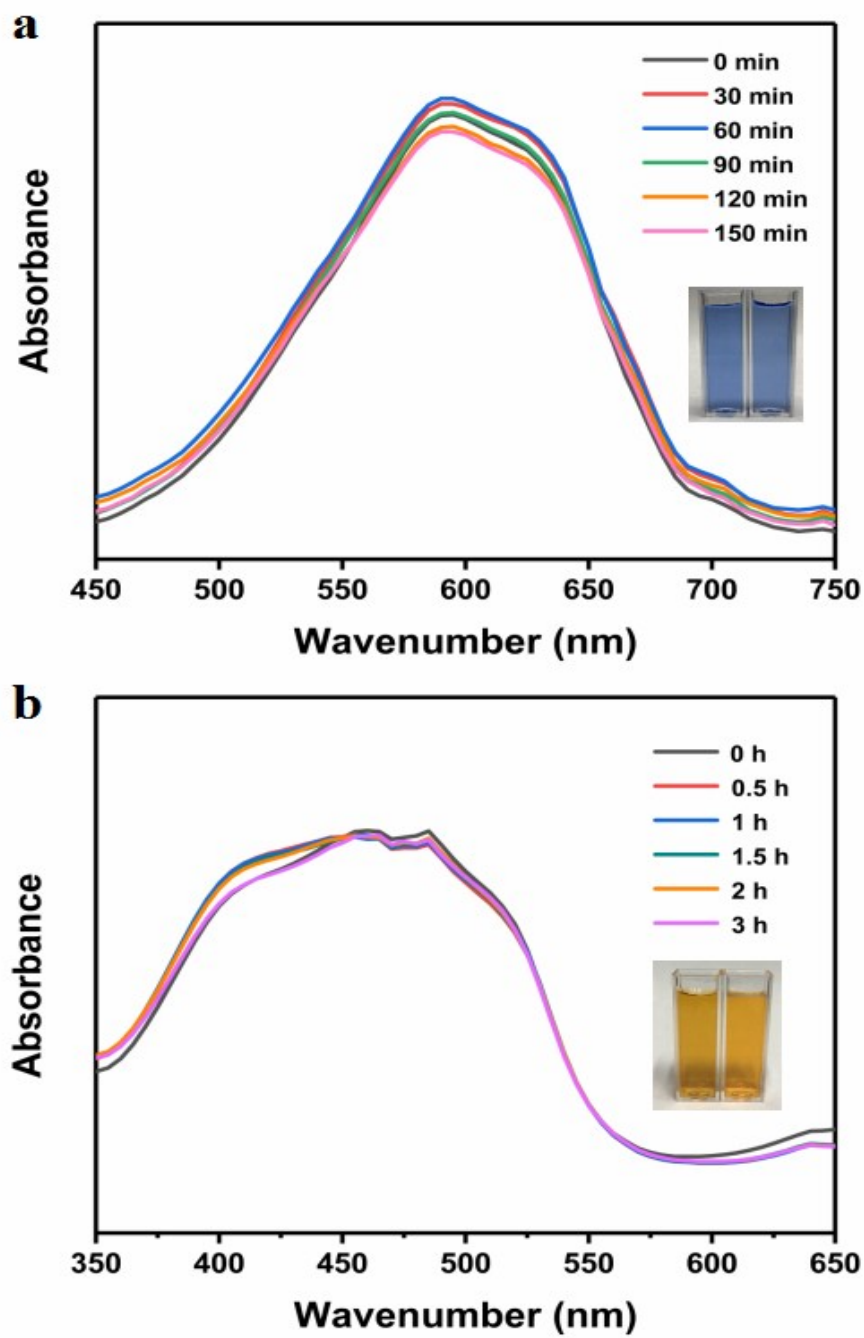 a
Absorbance
0 min
30 min
60 min
90 min
120 min
150 min
450 500 550 600 650 700 750
Wavenumber (nm)
b
Absorbance
0 h
0.5 h
1 h
1.5 h
2 h
3 h
350 400 450 500 550 600 650
Wavenumber (nm)